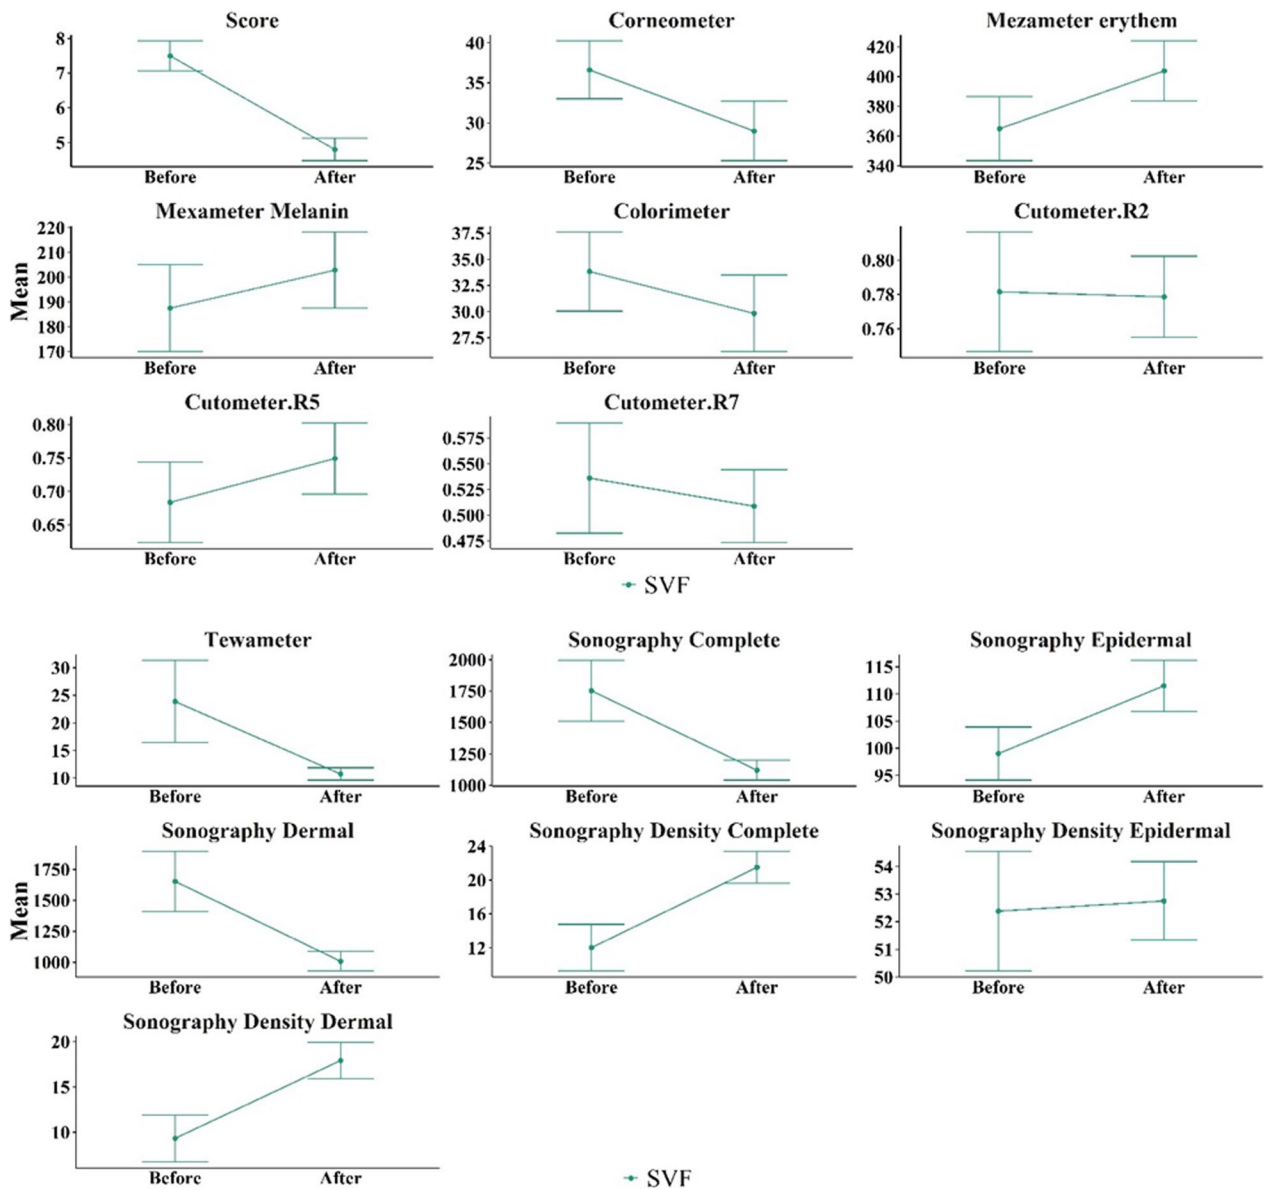 Score
8
7
6
5
Before
After
Corneometer
40
35
30
25
Before
After
Mezameter erythem
420
400
380
360
340
Before
After
Mean
Mexameter Melanin
220
210
200
190
180
170
Before
After
Colorimeter
37.5
35.0
32.5
30.0
27.5
Before
After
Cutometer.R2
0.80
0.78
0.76
Before
After
Cutometer.R5
0.80
0.75
0.70
0.65
Before
After
Cutometer.R7
0.575
0.550
0.525
0.500
0.475
Before
After
SVF
Tewameter
30
25
20
15
10
Before
After
Sonography Complete
2000
1750
1500
1250
1000
Before
After
Sonography Epidermal
115
110
105
100
95
Before
After
Mean
Sonography Dermal
1750
1500
1250
1000
Before
After
Sonography Density Complete
24
20
16
12
Before
After
Sonography Density Epidermal
54
53
52
51
50
Before
After
Sonography Density Dermal
20
15
10
Before
After
SVF